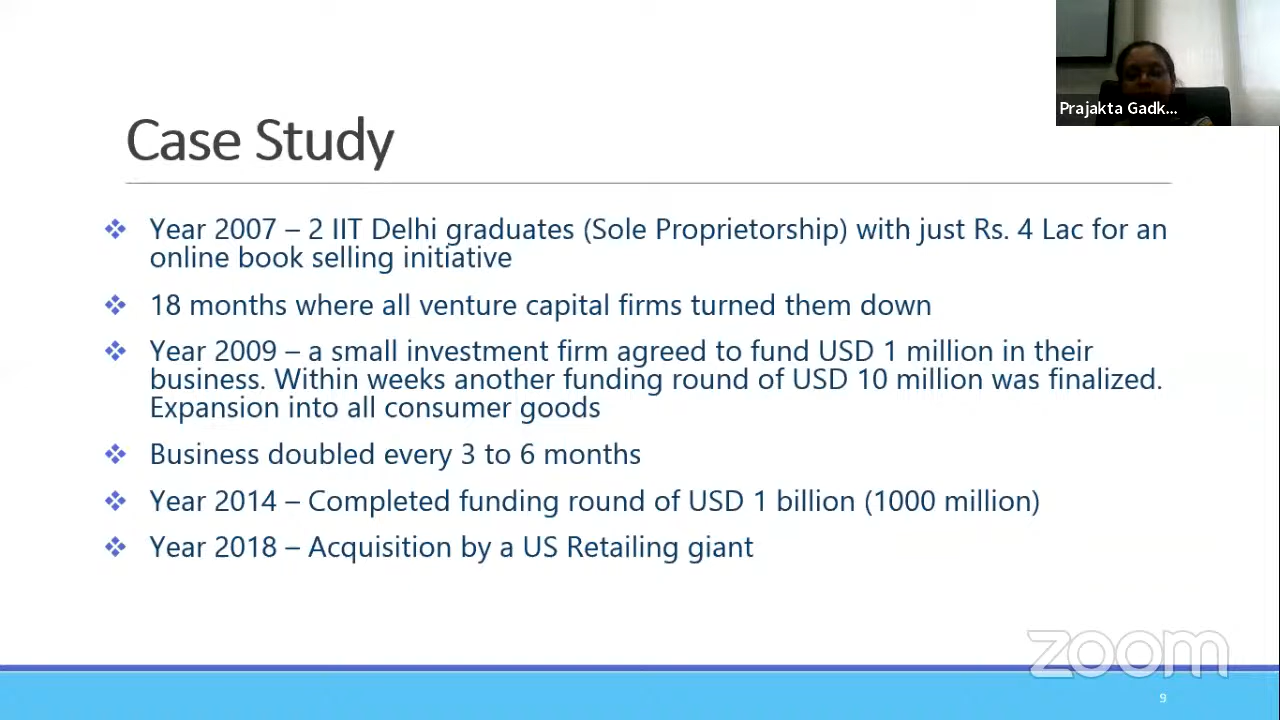 Prajakta Gadk...
Case Study
❖ Year 2007 – 2 IIT Delhi graduates (Sole Proprietorship) with just Rs. 4 Lac for an
online book selling initiative
❖ 18 months where all venture capital firms turned them down
❖ Year 2009 – a small investment firm agreed to fund USD 1 million in their
business. Within weeks another funding round of USD 10 million was finalized.
Expansion into all consumer goods
❖ Business doubled every 3 to 6 months
❖ Year 2014 – Completed funding round of USD 1 billion (1000 million)
❖ Year 2018 – Acquisition by a US Retailing giant
zoom
9